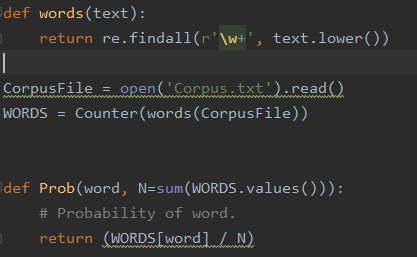 def words(text):
    return re.findall(r'\w+', text.lower())
CorpusFile = open('Corpus.txt').read()
WORDS = Counter(words(CorpusFile))
def Prob(word, N=sum(WORDS.values())):
    # Probability of word.
    return (WORDS[word] / N)